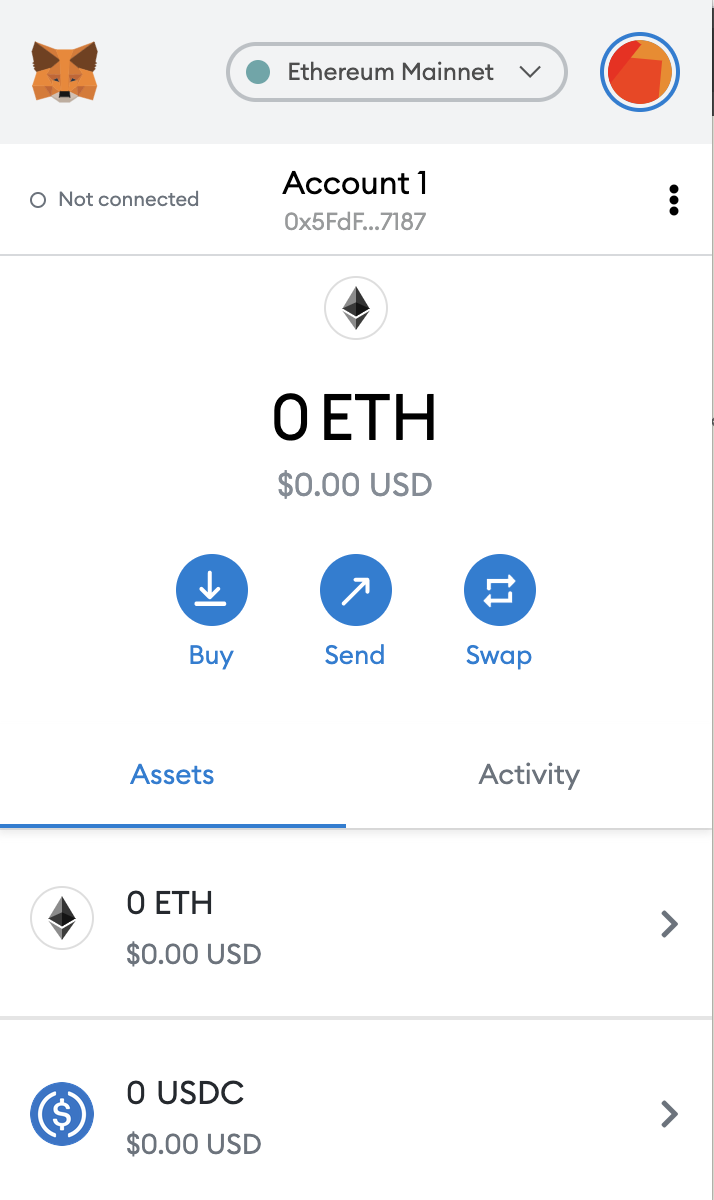 Ethereum Mainnet
Not connected
Account 1
0x5FdF...7187
0 ETH
$0.00 USD
Buy
Send
Swap
Assets
Activity
0 ETH
$0.00 USD
0 USDC
$0.00 USD